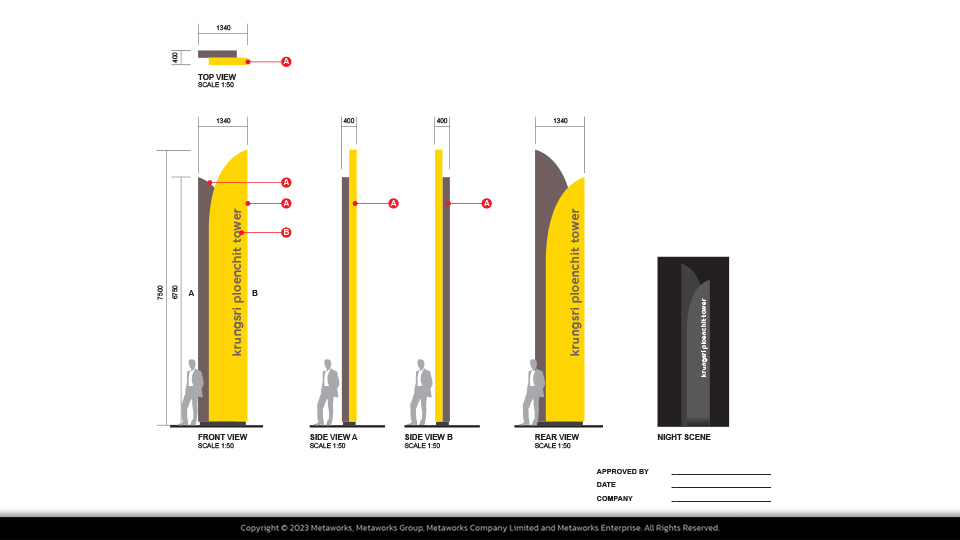 1340
400
A
TOP VIEW
SCALE 1:50
1340
400
400
1340
A
A
A
A
B
7500
6750
A
B
krungsri ploenchit tower
krungsri ploenchit tower
krungsri ploenchit tower
FRONT VIEW
SCALE 1:50
SIDE VIEW A
SCALE 1:50
SIDE VIEW B
SCALE 1:50
REAR VIEW
SCALE 1:50
NIGHT SCENE
APPROVED BY
DATE
COMPANY
Copyright © 2023 Metaworks, Metaworks Group, Metaworks Company Limited and Metaworks Enterprise. All Rights Reserved.